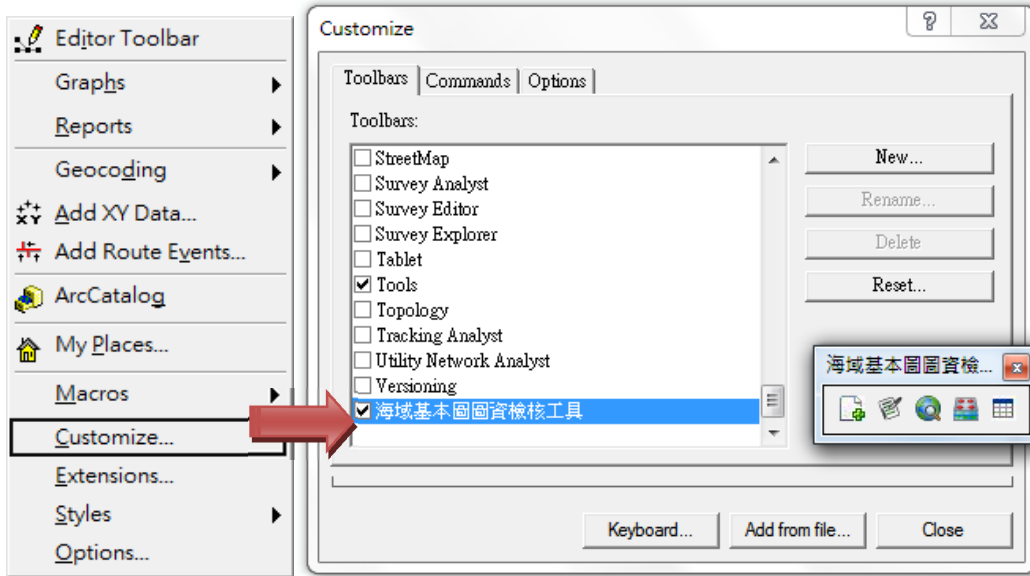 Editor Toolbar
Graphs
Reports
Geocoding
Add XY Data...
Add Route Events...
ArcCatalog
My Places...
Macros
Customize...
Extensions...
Styles
Options...
Customize
Toolbars
Commands
Options
Toolbars:
StreetMap
Survey Analyst
Survey Editor
Survey Explorer
Tablet
Tools
Topology
Tracking Analyst
Utility Network Analyst
Versioning
海域基本圖圖資檢核工具
New...
Rename...
Delete
Reset...
海域基本圖圖資檢...
Keyboard...
Add from file...
Close